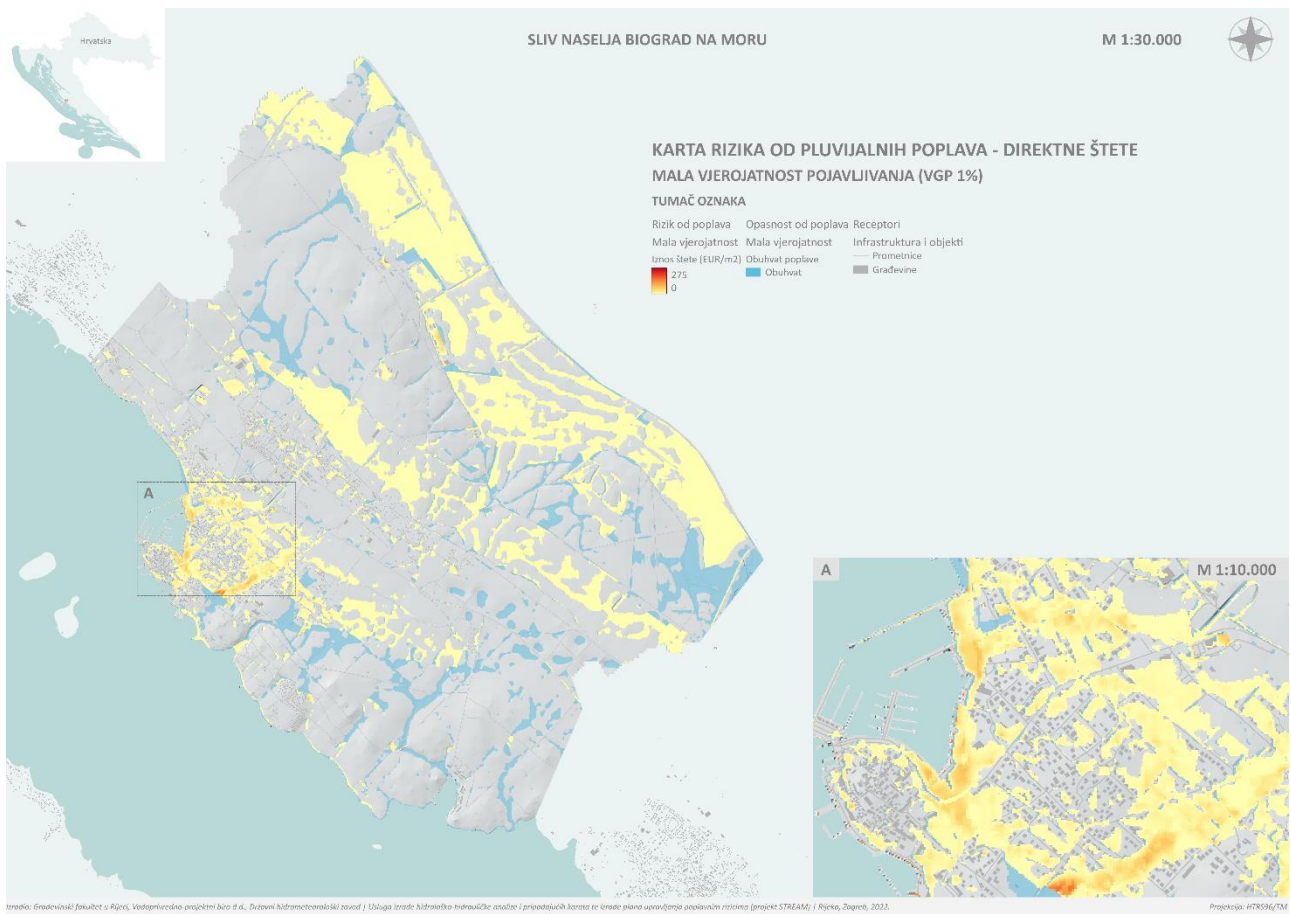 Hrvatska
SLIV NASELJA BIOGRAD NA MORU
M 1:30.000
KARTA RIZIKA OD PLUVIJALNIH POPLAVA - DIREKTNE ŠTETE
MALA VJEROJATNOST POJAVLJIVANJA (VGP 1%)
TUMAČ OZNAKA
Rizik od poplava Opasnost od poplava Receptori
Mala vjerojatnost Mala vjerojatnost Infrastruktura i objekti
Iznos štete (EUR/m2) Obuhvat poplave Prometnice
275 Obuhvat Građevine
0
A
A
M 1:10.000
Izradio: Građevinski fakultet u Rijeci, Vodoprivredno-projektni biro d.d., Državni hidrometeorološki zavod | Usluga izrade hidrološko-hidrauličke analize i pripadajućih karata te izrade plana upravljanja poplavnim rizicima (projekt STREAM) | Rijeka, Zagreb, 2022.
Projekcija: HTRS96/TM